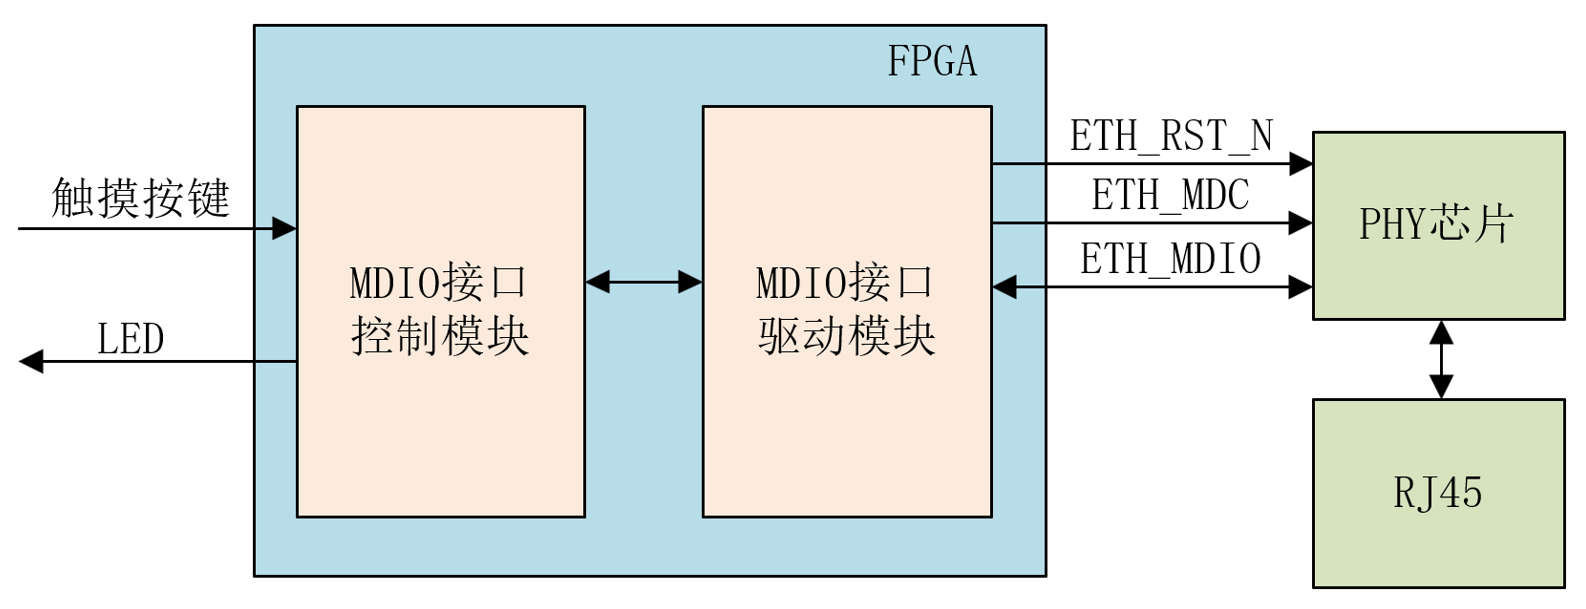 FPGA
触摸按键
LED
MDIO接口
控制模块
MDIO接口
驱动模块
ETH_RST_N
ETH_MDC
ETH_MDIO
PHY芯片
RJ45